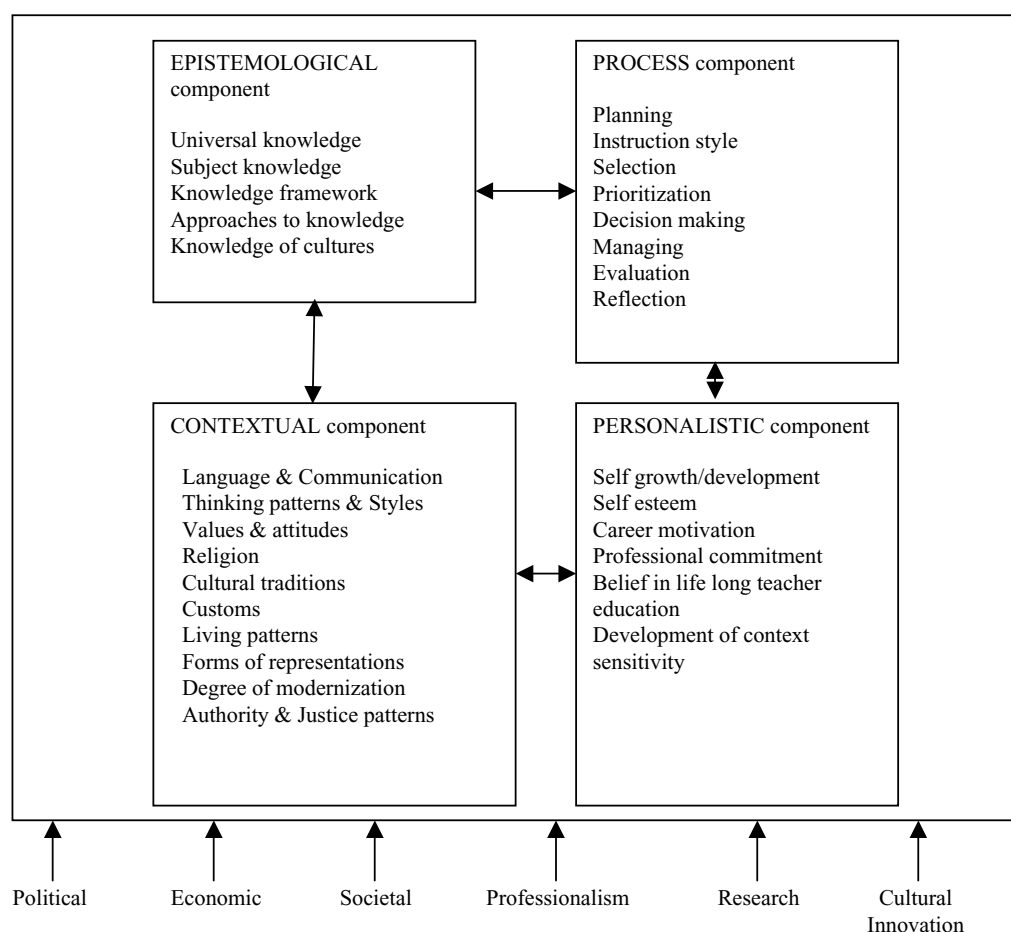 EPISTEMOLOGICAL
component
Universal knowledge
Subject knowledge
Knowledge framework
Approaches to knowledge
Knowledge of cultures
PROCESS component
Planning
Instruction style
Selection
Prioritization
Decision making
Managing
Evaluation
Reflection
CONTEXTUAL component
Language & Communication
Thinking patterns & Styles
Values & attitudes
Religion
Cultural traditions
Customs
Living patterns
Forms of representations
Degree of modernization
Authority & Justice patterns
PERSONALISTIC component
Self growth/development
Self esteem
Career motivation
Professional commitment
Belief in life long teacher
education
Development of context
sensitivity
Political
Economic
Societal
Professionalism
Research
Cultural
Innovation